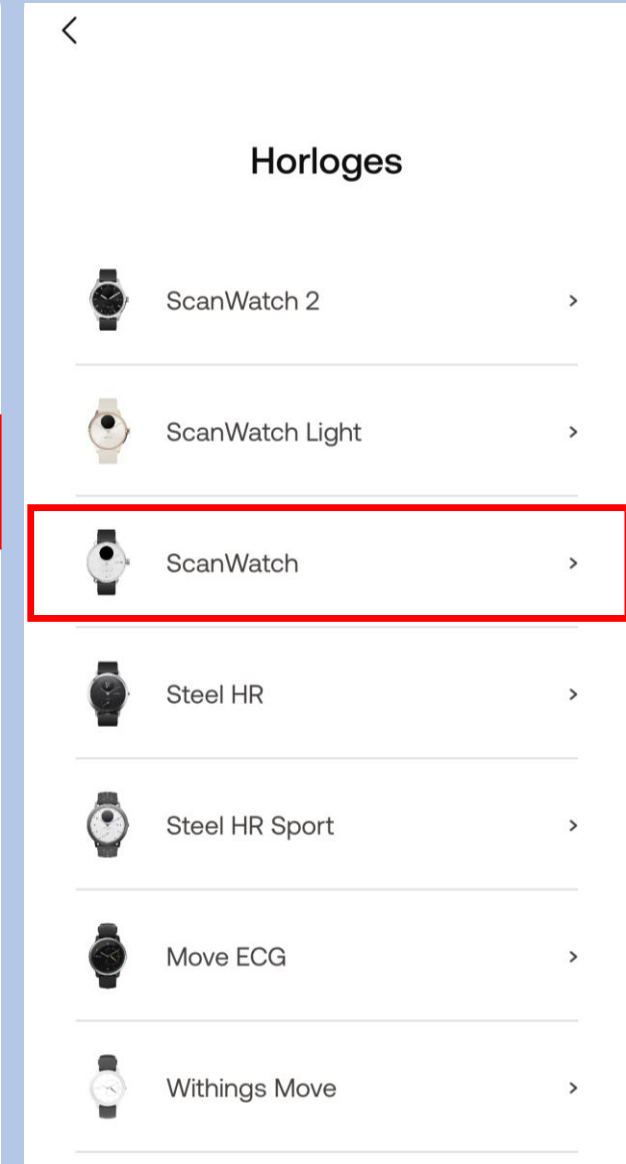 Horloges
ScanWatch 2
ScanWatch Light
ScanWatch
Steel HR
Steel HR Sport
Move ECG
Withings Move